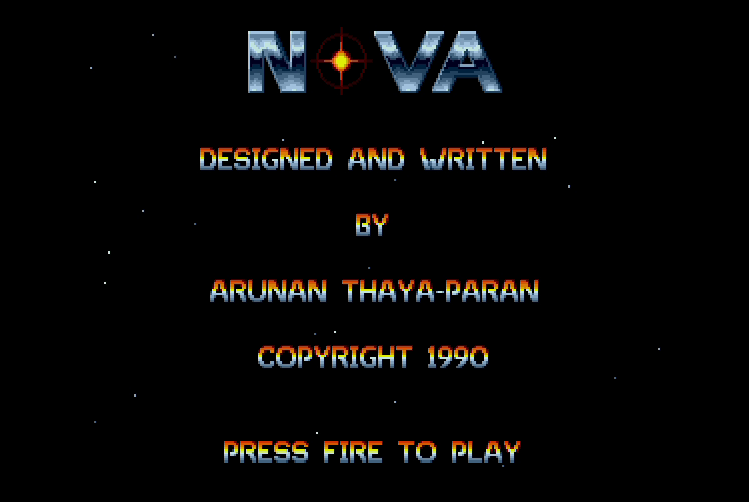 NOVA
DESIGNED AND WRITTEN
BY
ARUNAN THAYA-PARAN
COPYRIGHT 1990
PRESS FIRE TO PLAY